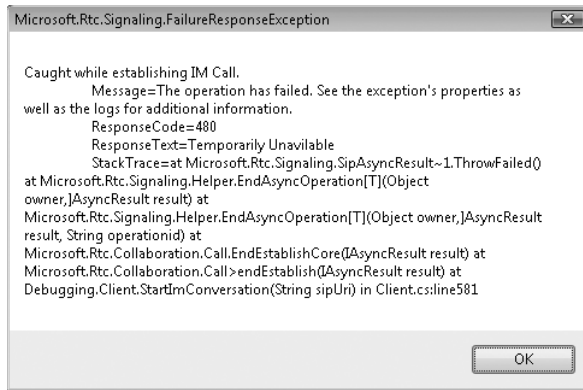 Microsoft.Rtc.Signaling.FailureResponseException
Caught while establishing IM Call.
Message=The operation has failed. See the exception's properties as
well as the logs for additional information.
ResponseCode=480
ResponseText=Temporarily Unavilable
StackTrace=at Microsoft.Rtc.Signaling.SipAsyncResult~1.ThrowFailed()
at Microsoft.Rtc.Signaling.Helper.EndAsyncOperation[T](Object
owner,]AsyncResult result) at
Microsoft.Rtc.Signaling.Helper.EndAsyncOperation[T](Object owner,]AsyncResult
result, String operationid) at
Microsoft.Rtc.Collaboration.Call.EndEstablishCore(IAsyncResult result) at
Microsoft.Rtc.Collaboration.Call>endEstablish(IAsyncResult result) at
Debugging.Client.StartImConversation(String sipUri) in Client.cs:line581
OK